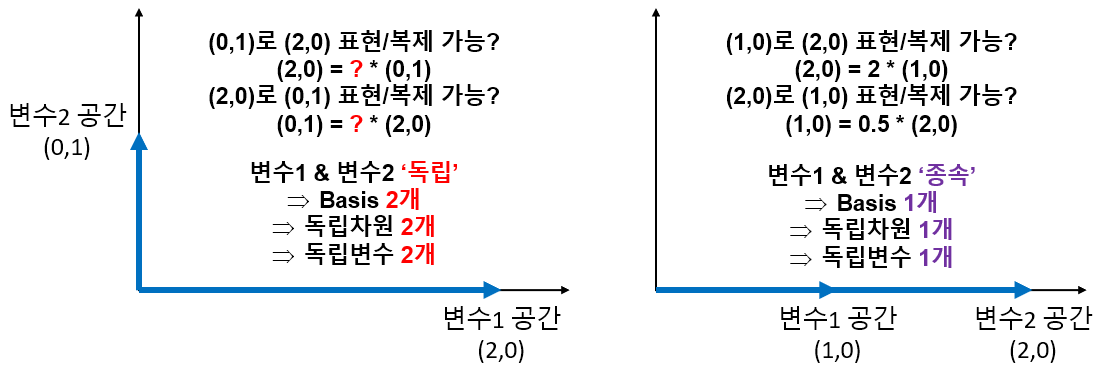 (0,1)로 (2,0) 표현/복제 가능?
(2,0) = ? * (0,1)
(2,0)로 (0,1) 표현/복제 가능?
(0,1) = ? * (2,0)
변수2 공간
(0,1)
변수1 & 변수2 ‘독립’
⇒ Basis 2개
⇒ 독립차원 2개
⇒ 독립변수 2개
변수1 공간
(2,0)
(1,0)로 (2,0) 표현/복제 가능?
(2,0) = 2 * (1,0)
(2,0)로 (1,0) 표현/복제 가능?
(1,0) = 0.5 * (2,0)
변수1 & 변수2 ‘종속’
⇒ Basis 1개
⇒ 독립차원 1개
⇒ 독립변수 1개
변수1 공간
(1,0)
변수2 공간
(2,0)